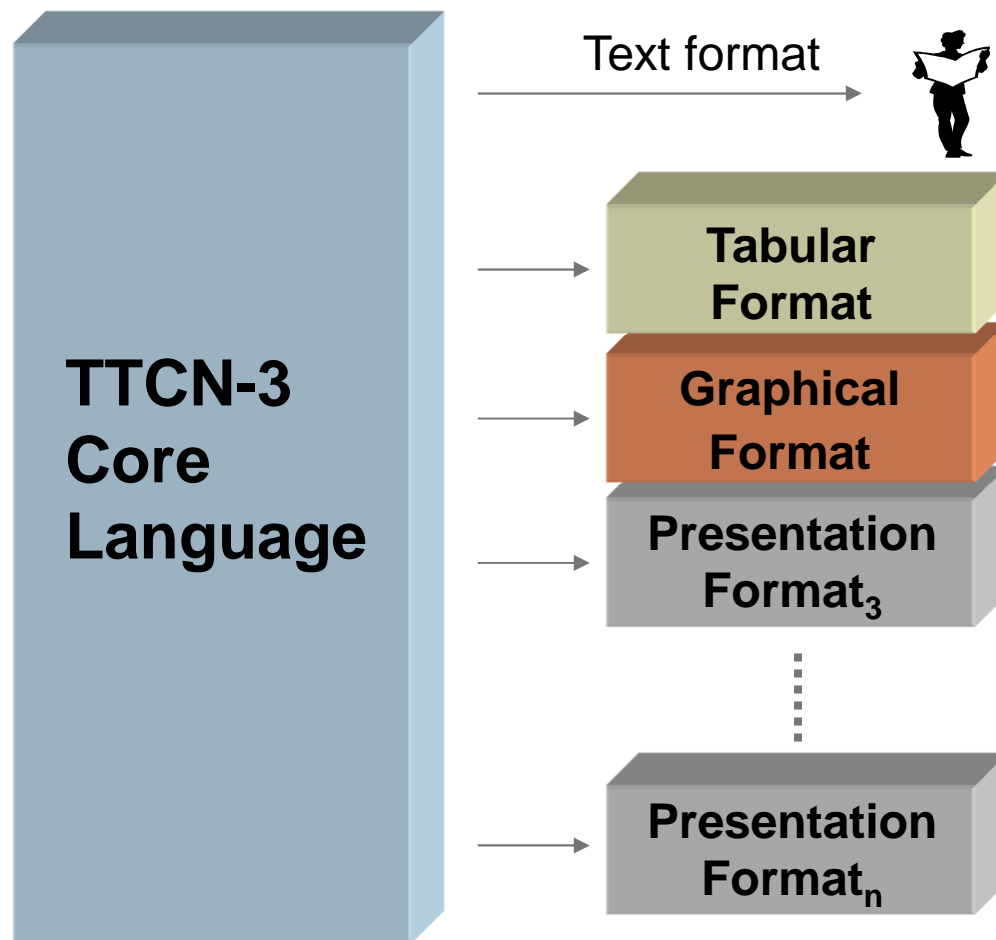 Text format
TTCN-3
Core
Language
Tabular
Format
Graphical
Format
Presentation
Format₃
Presentation
Formatₙ